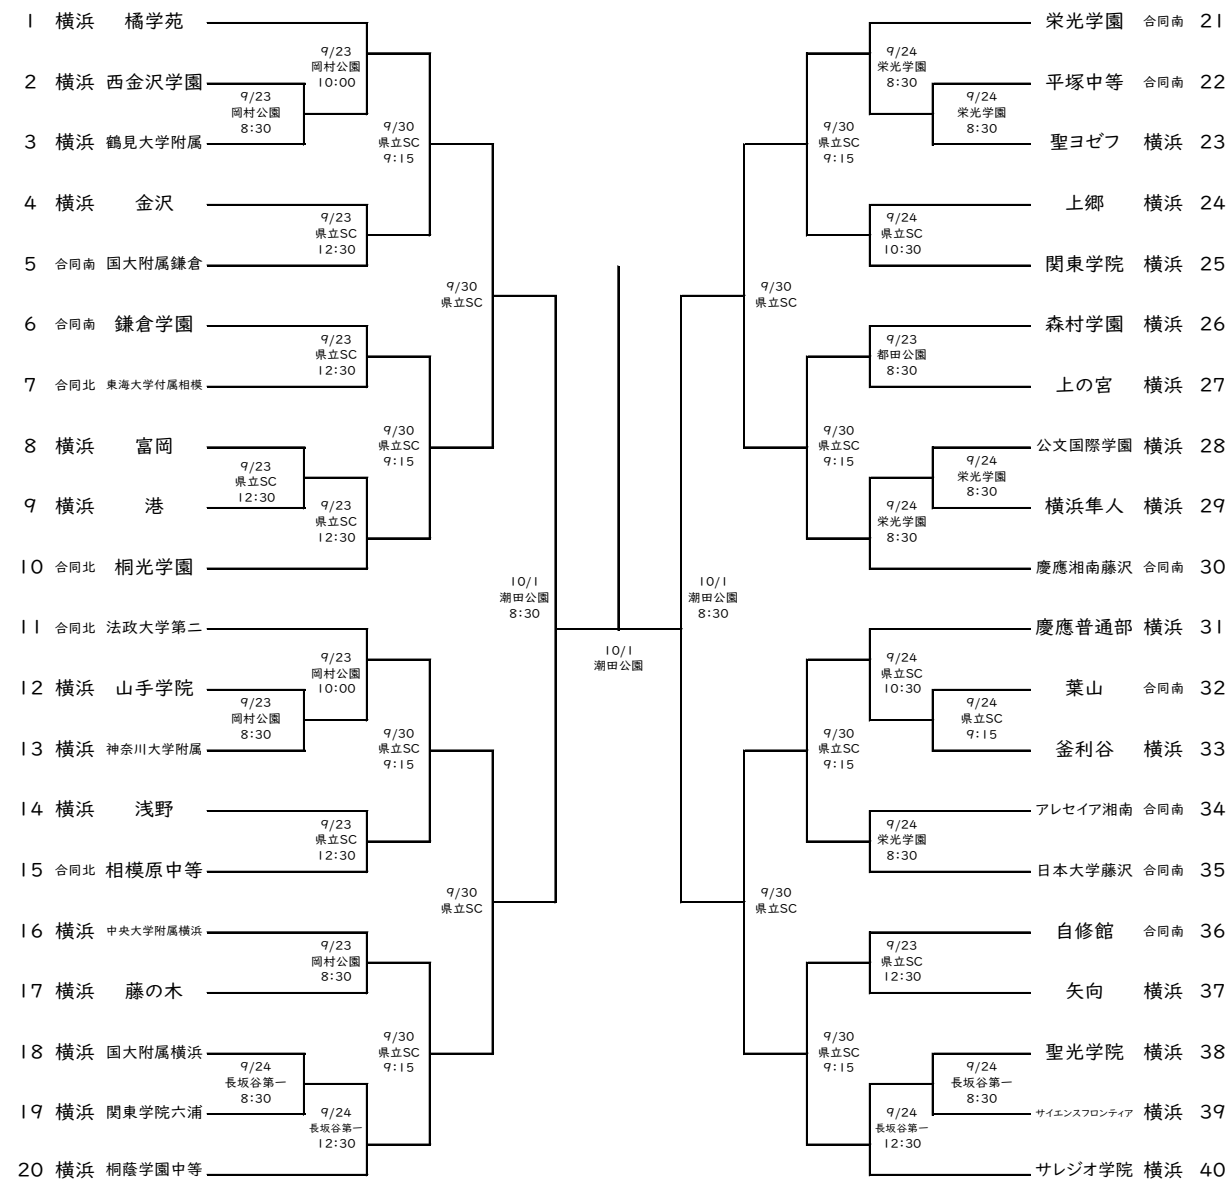 1 横浜 橘学苑
2 横浜 西金沢学園
3 横浜 鶴見大学附属
4 横浜 金沢
5 合同南 国大附属鎌倉
6 合同南 鎌倉学園
7 合同北 東海大学付属相模
8 横浜 富岡
9 横浜 港
10 合同北 桐光学園
11 合同北 法政大学第二
12 横浜 山手学院
13 横浜 神奈川大学附属
14 横浜 浅野
15 合同北 相模原中等
16 横浜 中央大学附属横浜
17 横浜 藤の木
18 横浜 国大附属横浜
19 横浜 関東学院六浦
20 横浜 桐蔭学園中等
9/23
岡村公園
8:30
9/23
県立SC
12:30
9/23
岡村公園
8:30
9/24
長坂谷第一
8:30
9/23
岡村公園
10:00
9/23
県立SC
12:30
9/23
県立SC
12:30
9/23
県立SC
12:30
9/23
岡村公園
10:00
9/23
県立SC
12:30
9/23
岡村公園
8:30
9/24
長坂谷第一
12:30
9/30
県立SC
9:15
9/30
県立SC
9:15
9/30
県立SC
9:15
9/30
県立SC
9:15
9/30
県立SC
9/30
県立SC
10/1
潮田公園
8:30
10/1
潮田公園
10/1
潮田公園
8:30
9/30
県立SC
9/30
県立SC
9/30
県立SC
9:15
9/30
県立SC
9:15
9/30
県立SC
9:15
9/30
県立SC
9:15
9/24
栄光学園
8:30
9/24
県立SC
10:30
9/23
都田公園
8:30
9/24
栄光学園
8:30
9/24
県立SC
10:30
9/24
栄光学園
8:30
9/23
県立SC
12:30
9/24
長坂谷第一
12:30
9/24
栄光学園
8:30
9/24
栄光学園
8:30
9/24
県立SC
9:15
9/24
長坂谷第一
8:30
栄光学園 合同南 21
平塚中等 合同南 22
聖ヨゼフ 横浜 23
上郷 横浜 24
関東学院 横浜 25
森村学園 横浜 26
上の宮 横浜 27
公文国際学園 横浜 28
横浜隼人 横浜 29
慶應湘南藤沢 合同南 30
慶應普通部 横浜 31
葉山 合同南 32
釜利谷 横浜 33
アレセイア湘南 合同南 34
日本大学藤沢 合同南 35
自修館 合同南 36
矢向 横浜 37
聖光学院 横浜 38
サイエンスフロンティア 横浜 39
サレジオ学院 横浜 40